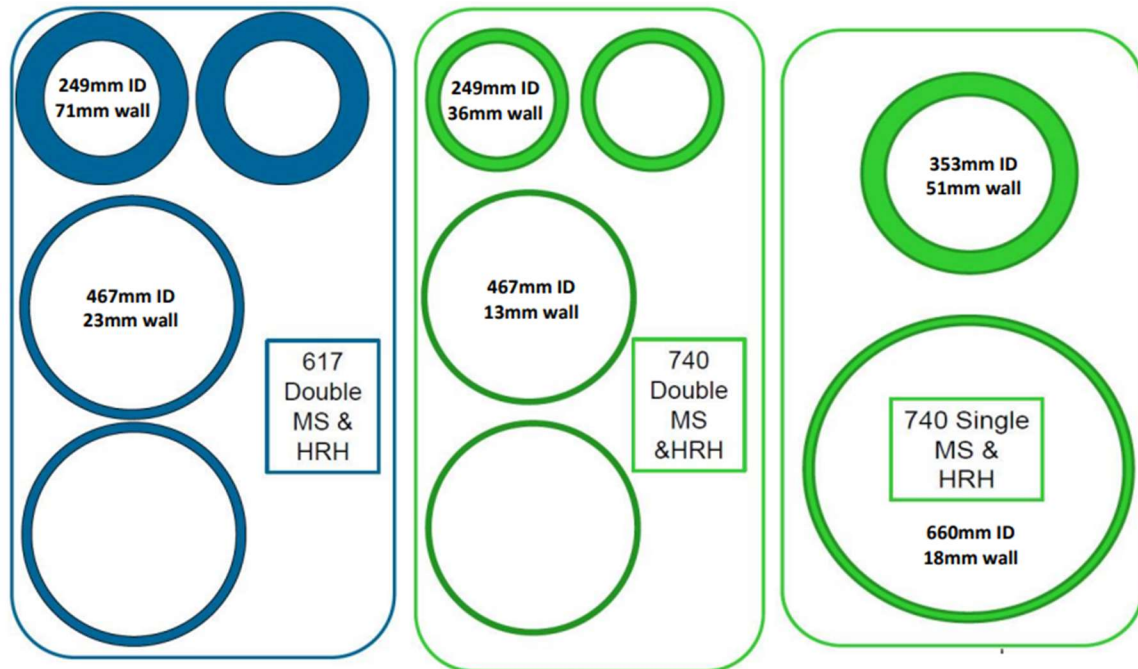 249mm ID
71mm wall
467mm ID
23mm wall
617
Double
MS &
HRH
249mm ID
36mm wall
467mm ID
13mm wall
740
Double
MS
&HRH
353mm ID
51mm wall
740 Single
MS &
HRH
660mm ID
18mm wall